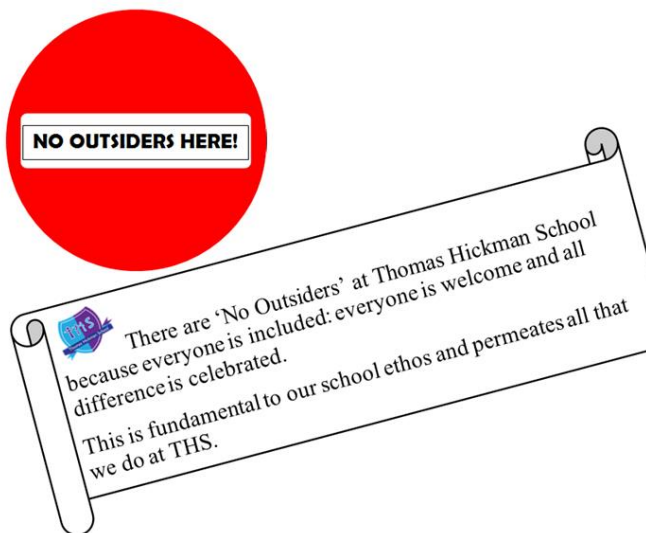 NO OUTSIDERS HERE!
THS
There are ‘No Outsiders’ at Thomas Hickman School
because everyone is included: everyone is welcome and all
difference is celebrated.
This is fundamental to our school ethos and permeates all that
we do at THS.